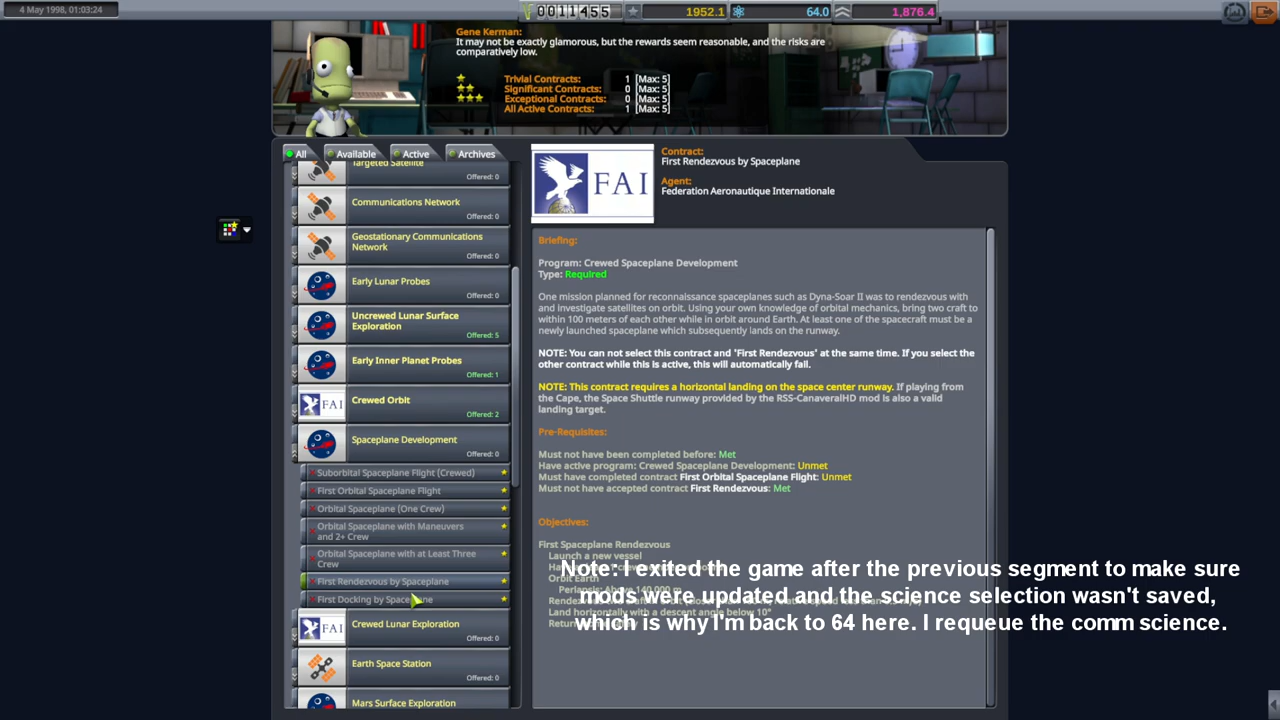 4 May 1998, 01:03:24
0011455
1952.1
64.0
1,876.4
Gene Kerman:
It may not be exactly glamorous, but the rewards seem reasonable, and the risks are
comparatively low.
Trivial Contracts: 1 [Max: 5]
Significant Contracts: 0 [Max: 5]
Exceptional Contracts: 0 [Max: 5]
All Active Contracts: 1 [Max: 5]
All
Available
Active
Archives
Targeted Satellite
Offered: 0
Communications Network
Offered: 0
Geostationary Communications
Network
Offered: 0
Early Lunar Probes
Offered: 0
Uncrewed Lunar Surface
Exploration
Offered: 5
Early Inner Planet Probes
Offered: 1
FAI
Crewed Orbit
Offered: 2
Spaceplane Development
Offered: 0
Suborbital Spaceplane Flight (Crewed)
First Orbital Spaceplane Flight
Orbital Spaceplane (One Crew)
Orbital Spaceplane with Maneuvers
and 2+ Crew
Orbital Spaceplane with at Least Three
Crew
First Rendezvous by Spaceplane
First Docking by Spaceplane
FAI
Crewed Lunar Exploration
Offered: 0
Earth Space Station
Offered: 0
Mars Surface Exploration
FAI
Contract:
First Rendezvous by Spaceplane
Agent:
Federation Aeronautique Internationale
Briefing:
Program: Crewed Spaceplane Development
Type: Required
One mission planned for reconnaissance spaceplanes such as Dyna-Soar II was to rendezvous with
and investigate satellites on orbit. Using your own knowledge of orbital mechanics, bring two craft to
within 100 meters of each other while in orbit around Earth. At least one of the spacecraft must be a
newly launched spaceplane which subsequently lands on the runway.
NOTE: You can not select this contract and 'First Rendezvous' at the same time. If you select the
other contract while this is active, this will automatically fail.
NOTE: This contract requires a horizontal landing on the space center runway. If playing from
the Cape, the Space Shuttle runway provided by the RSS-CanaveralHD mod is also a valid
landing target.
Pre-Requisites:
Must not have been completed before: Met
Have active program: Crewed Spaceplane Development: Unmet
Must have completed contract First Orbital Spaceplane Flight: Unmet
Must not have accepted contract First Rendezvous: Met
Objectives:
First Spaceplane Rendezvous
Launch a new vessel
Orbit Earth
Land horizontally with a descent angle below 10°
Note: I exited the game after the previous segment to make sure
mods were updated and the science selection wasn't saved,
which is why I'm back to 64 here. I requeue the comm science.